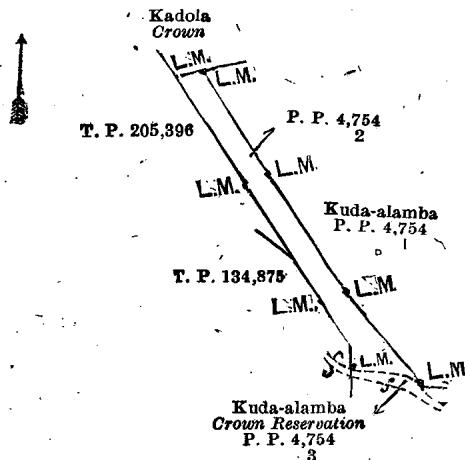 Kadola
Crown
L.M.
L.M.
T. P. 205,396
P. P. 4,754
2
L.M.
L.M.
Kuda-alamba
P. P. 4,754
1
T. P. 134,875
L.M.
L.M.
L.M.
L.M
Kuda-alamba
Crown Reservation
P. P. 4,754
3